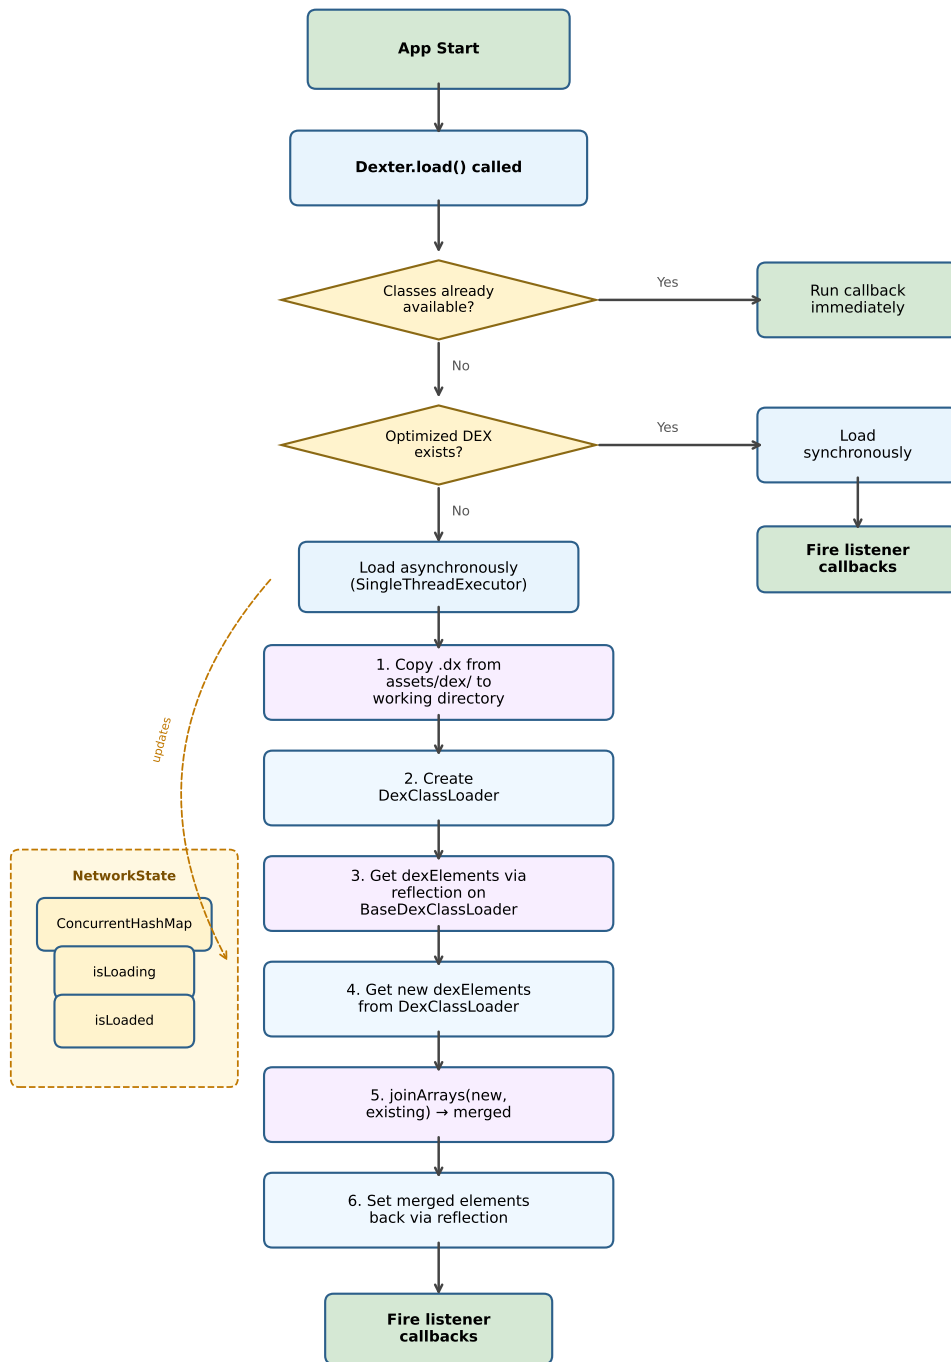 App Start
Dexter.load() called
Classes already
available?
Yes
Run callback
immediately
No
Optimized DEX
exists?
Yes
Load
synchronously
No
Fire listener
callbacks
Load asynchronously
(SingleThreadExecutor)
1. Copy .dx from
assets/dex/ to
working directory
updates
2. Create
DexClassLoader
3. Get dexElements via
reflection on
BaseDexClassLoader
NetworkState
ConcurrentHashMap
isLoading
isLoaded
4. Get new dexElements
from DexClassLoader
5. joinArrays(new,
existing) → merged
6. Set merged elements
back via reflection
Fire listener
callbacks